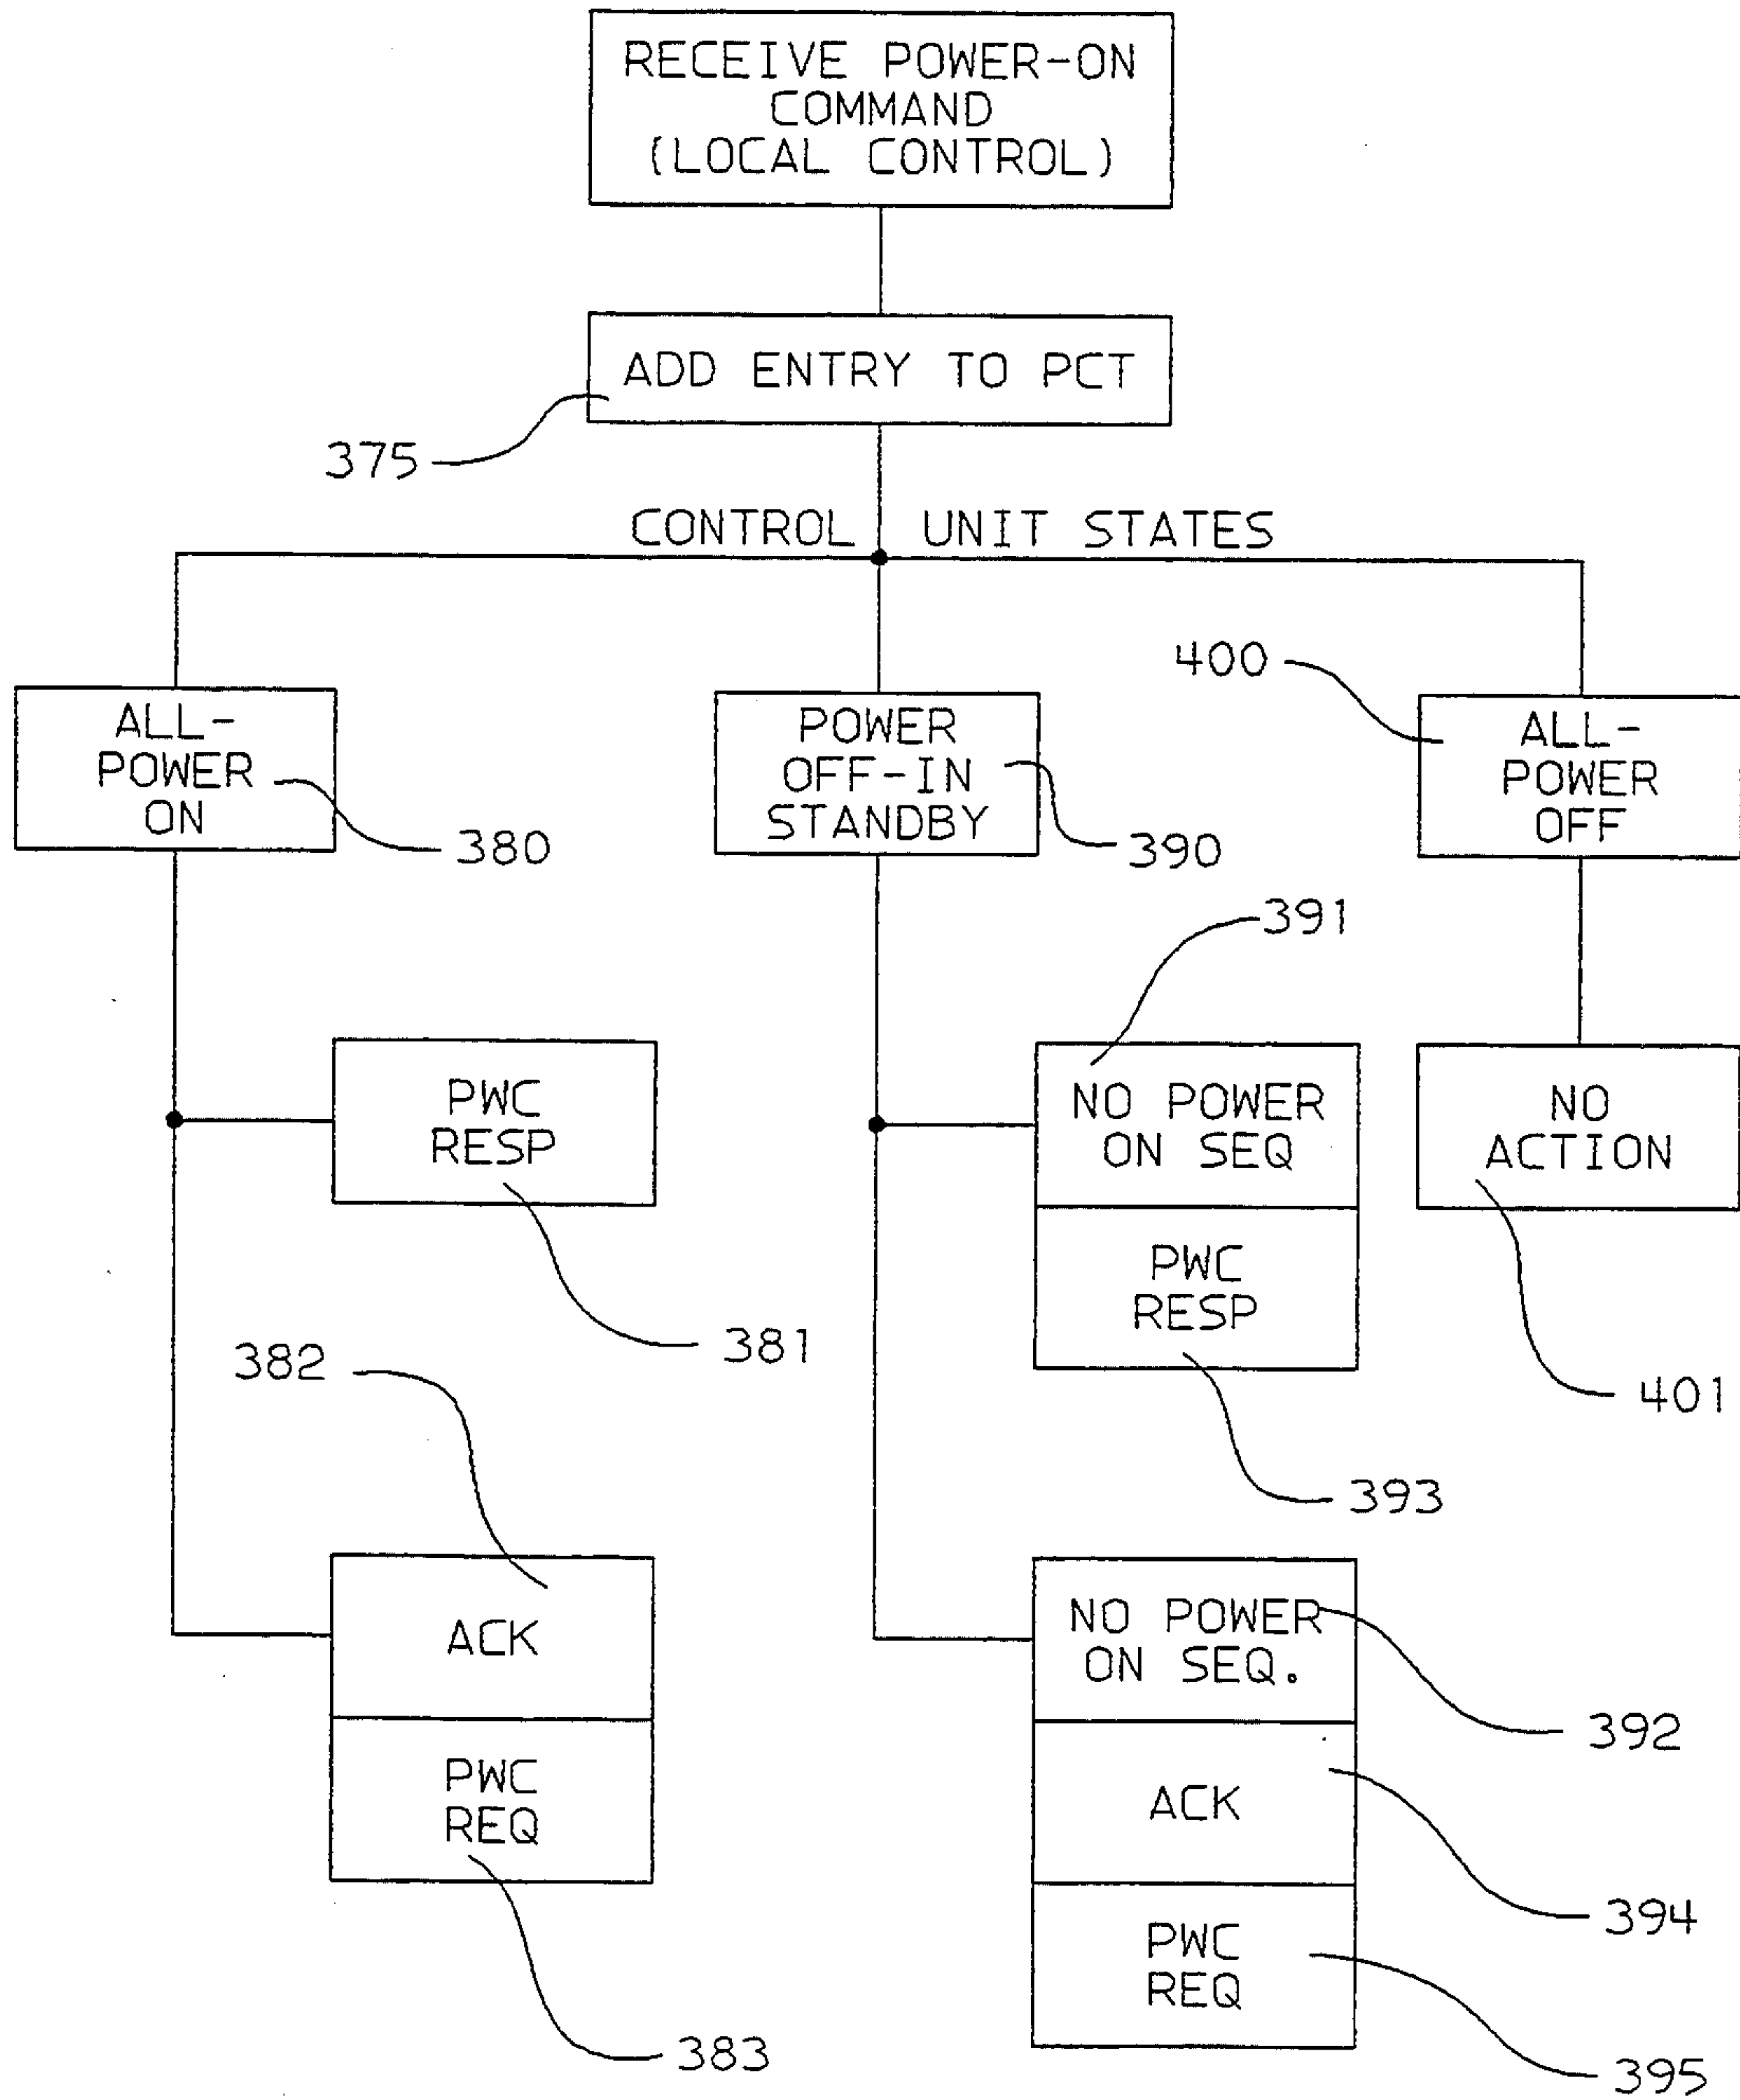 RECEIVE POWER-ON
COMMAND
(LOCAL CONTROL)
ADD ENTRY TO PCT
375
CONTROL UNIT STATES
400
ALL-
POWER
ON
380
POWER
OFF-IN
STANDBY
390
ALL-
POWER
OFF
391
PWC
RESP
381
NO POWER
ON SEQ
PWC
RESP
393
NO
ACTION
401
382
ACK
PWC
REQ
383
NO POWER
ON SEQ.
392
ACK
394
PWC
REQ
395